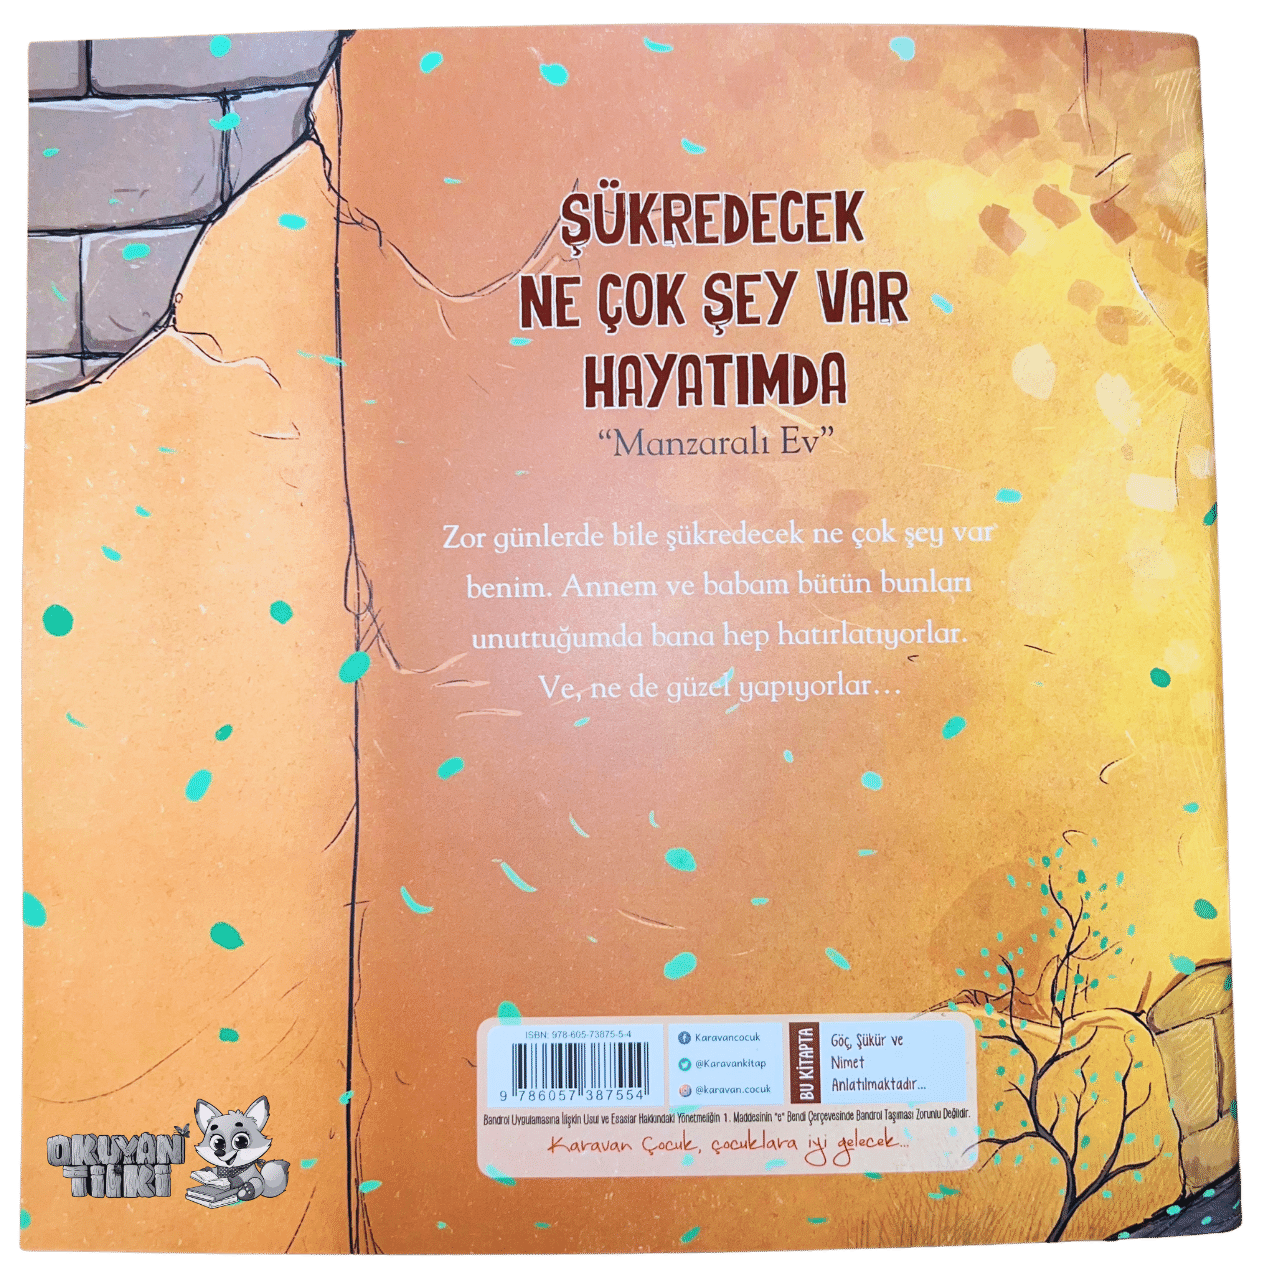 ŞÜKREDECEK
NE ÇOK ŞEY VAR
HAYATIMDA
“Manzaralı Ev”
Zor günlerde bile şükredecek ne çok şey var
benim. Annem ve babam bütün bunları
unuttuğumda bana hep hatırlatıyorlar.
Ve, ne de güzel yapıyorlar...
ISBN: 978-605-73875-5-4
9 786057 387554
Karavancocuk
@Karavankitap
@karavan.cocuk
BU KİTAPTA
Göç, Şükür ve
Nimet
Anlatılmaktadır...
Bandrol Uygulamasına İlişkin Usul ve Esaslar Hakkındaki Yönetmeliğin 1. Maddesinin "c" Bendi Çerçevesinde Bandrol Taşıması Zorunlu Değildir.
Karavan Çocuk, çocuklara iyi gelecek...
OKUYAN
TİLKİ